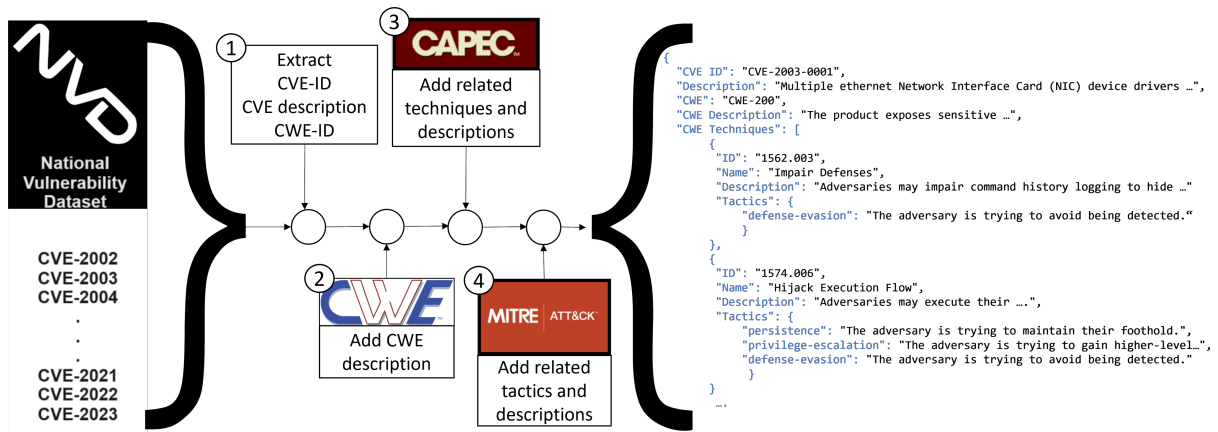 NVD
National
Vulnerability
Dataset
CVE-2002
CVE-2003
CVE-2004
.
.
.
CVE-2021
CVE-2022
CVE-2023
1
Extract
CVE-ID
CVE description
CWE-ID
2
CWE™
Add CWE
description
3
CAPEC™
Add related
techniques and
descriptions
4
MITRE | ATT&CK™
Add related
tactics and
descriptions
{
"CVE ID": "CVE-2003-0001",
"Description": "Multiple ethernet Network Interface Card (NIC) device drivers …",
"CWE": "CWE-200",
"CWE Description": "The product exposes sensitive …",
"CWE Techniques": [
{
"ID": "1562.003",
"Name": "Impair Defenses",
"Description": "Adversaries may impair command history logging to hide …"
"Tactics": {
"defense-evasion": "The adversary is trying to avoid being detected.“
}
},
{
"ID": "1574.006",
"Name": "Hijack Execution Flow",
"Description": "Adversaries may execute their ….",
"Tactics": {
"persistence": "The adversary is trying to maintain their foothold.",
"privilege-escalation": "The adversary is trying to gain higher-level…",
"defense-evasion": "The adversary is trying to avoid being detected."
}
}
….